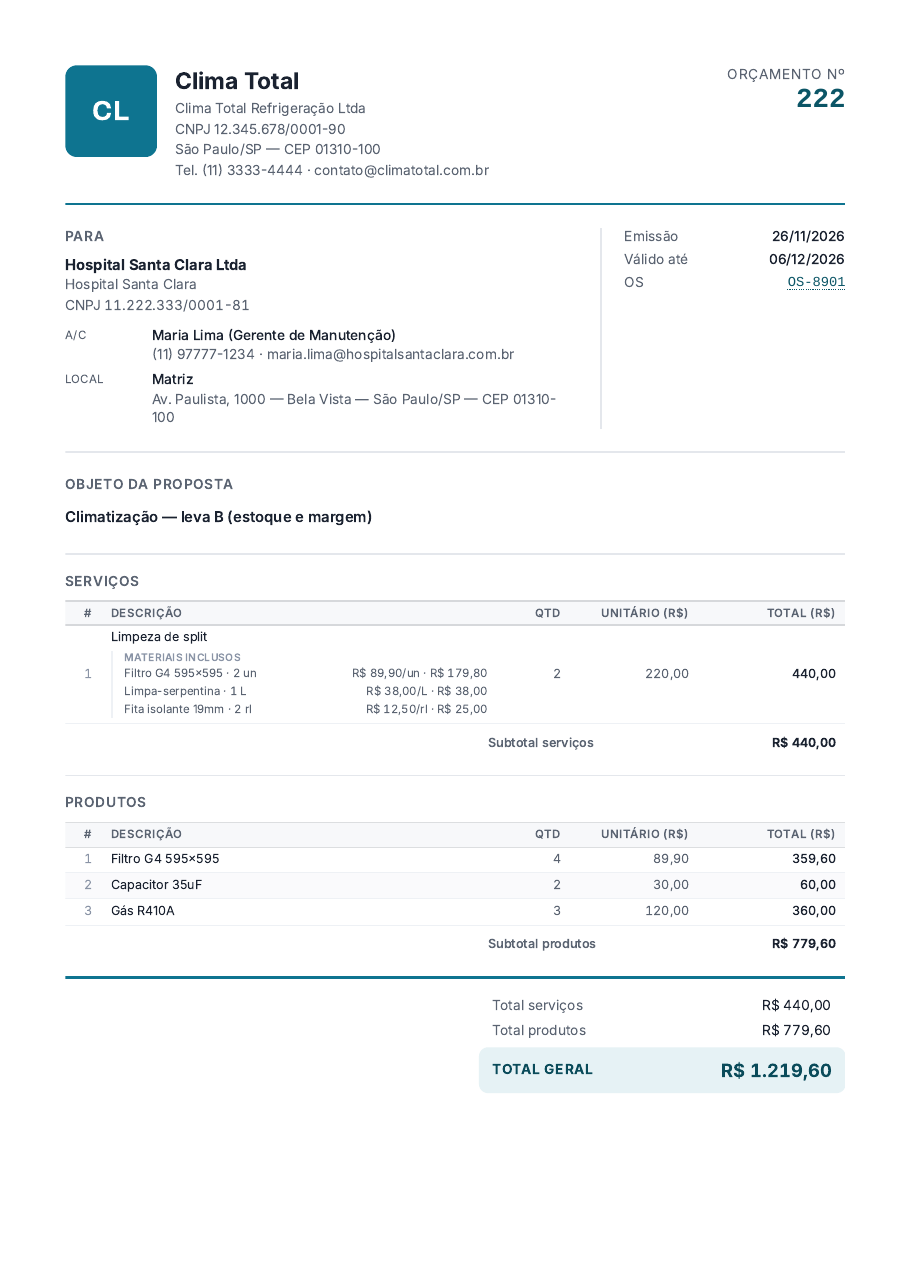 CL
Clima Total
Clima Total Refrigeração Ltda
CNPJ 12.345.678/0001-90
São Paulo/SP — CEP 01310-100
Tel. (11) 3333-4444 · contato@climatotal.com.br
ORÇAMENTO Nº
222
PARA
Hospital Santa Clara Ltda
Hospital Santa Clara
CNPJ 11.222.333/0001-81
A/C Maria Lima (Gerente de Manutenção)
(11) 97777-1234 · maria.lima@hospitalsantaclara.com.br
LOCAL Matriz
Av. Paulista, 1000 — Bela Vista — São Paulo/SP — CEP 01310-
100
Emissão 26/11/2026
Válido até 06/12/2026
OS OS-8901
OBJETO DA PROPOSTA
Climatização — leva B (estoque e margem)
SERVIÇOS
# DESCRIÇÃO QTD UNITÁRIO (R$) TOTAL (R$)
Limpeza de split
MATERIAIS INCLUSOS
1 Filtro G4 595×595 · 2 un R$ 89,90/un · R$ 179,80 2 220,00 440,00
Limpa-serpentina · 1 L R$ 38,00/L · R$ 38,00
Fita isolante 19mm · 2 rl R$ 12,50/rl · R$ 25,00
Subtotal serviços R$ 440,00
PRODUTOS
# DESCRIÇÃO QTD UNITÁRIO (R$) TOTAL (R$)
1 Filtro G4 595×595 4 89,90 359,60
2 Capacitor 35uF 2 30,00 60,00
3 Gás R410A 3 120,00 360,00
Subtotal produtos R$ 779,60
Total serviços R$ 440,00
Total produtos R$ 779,60
TOTAL GERAL R$ 1.219,60